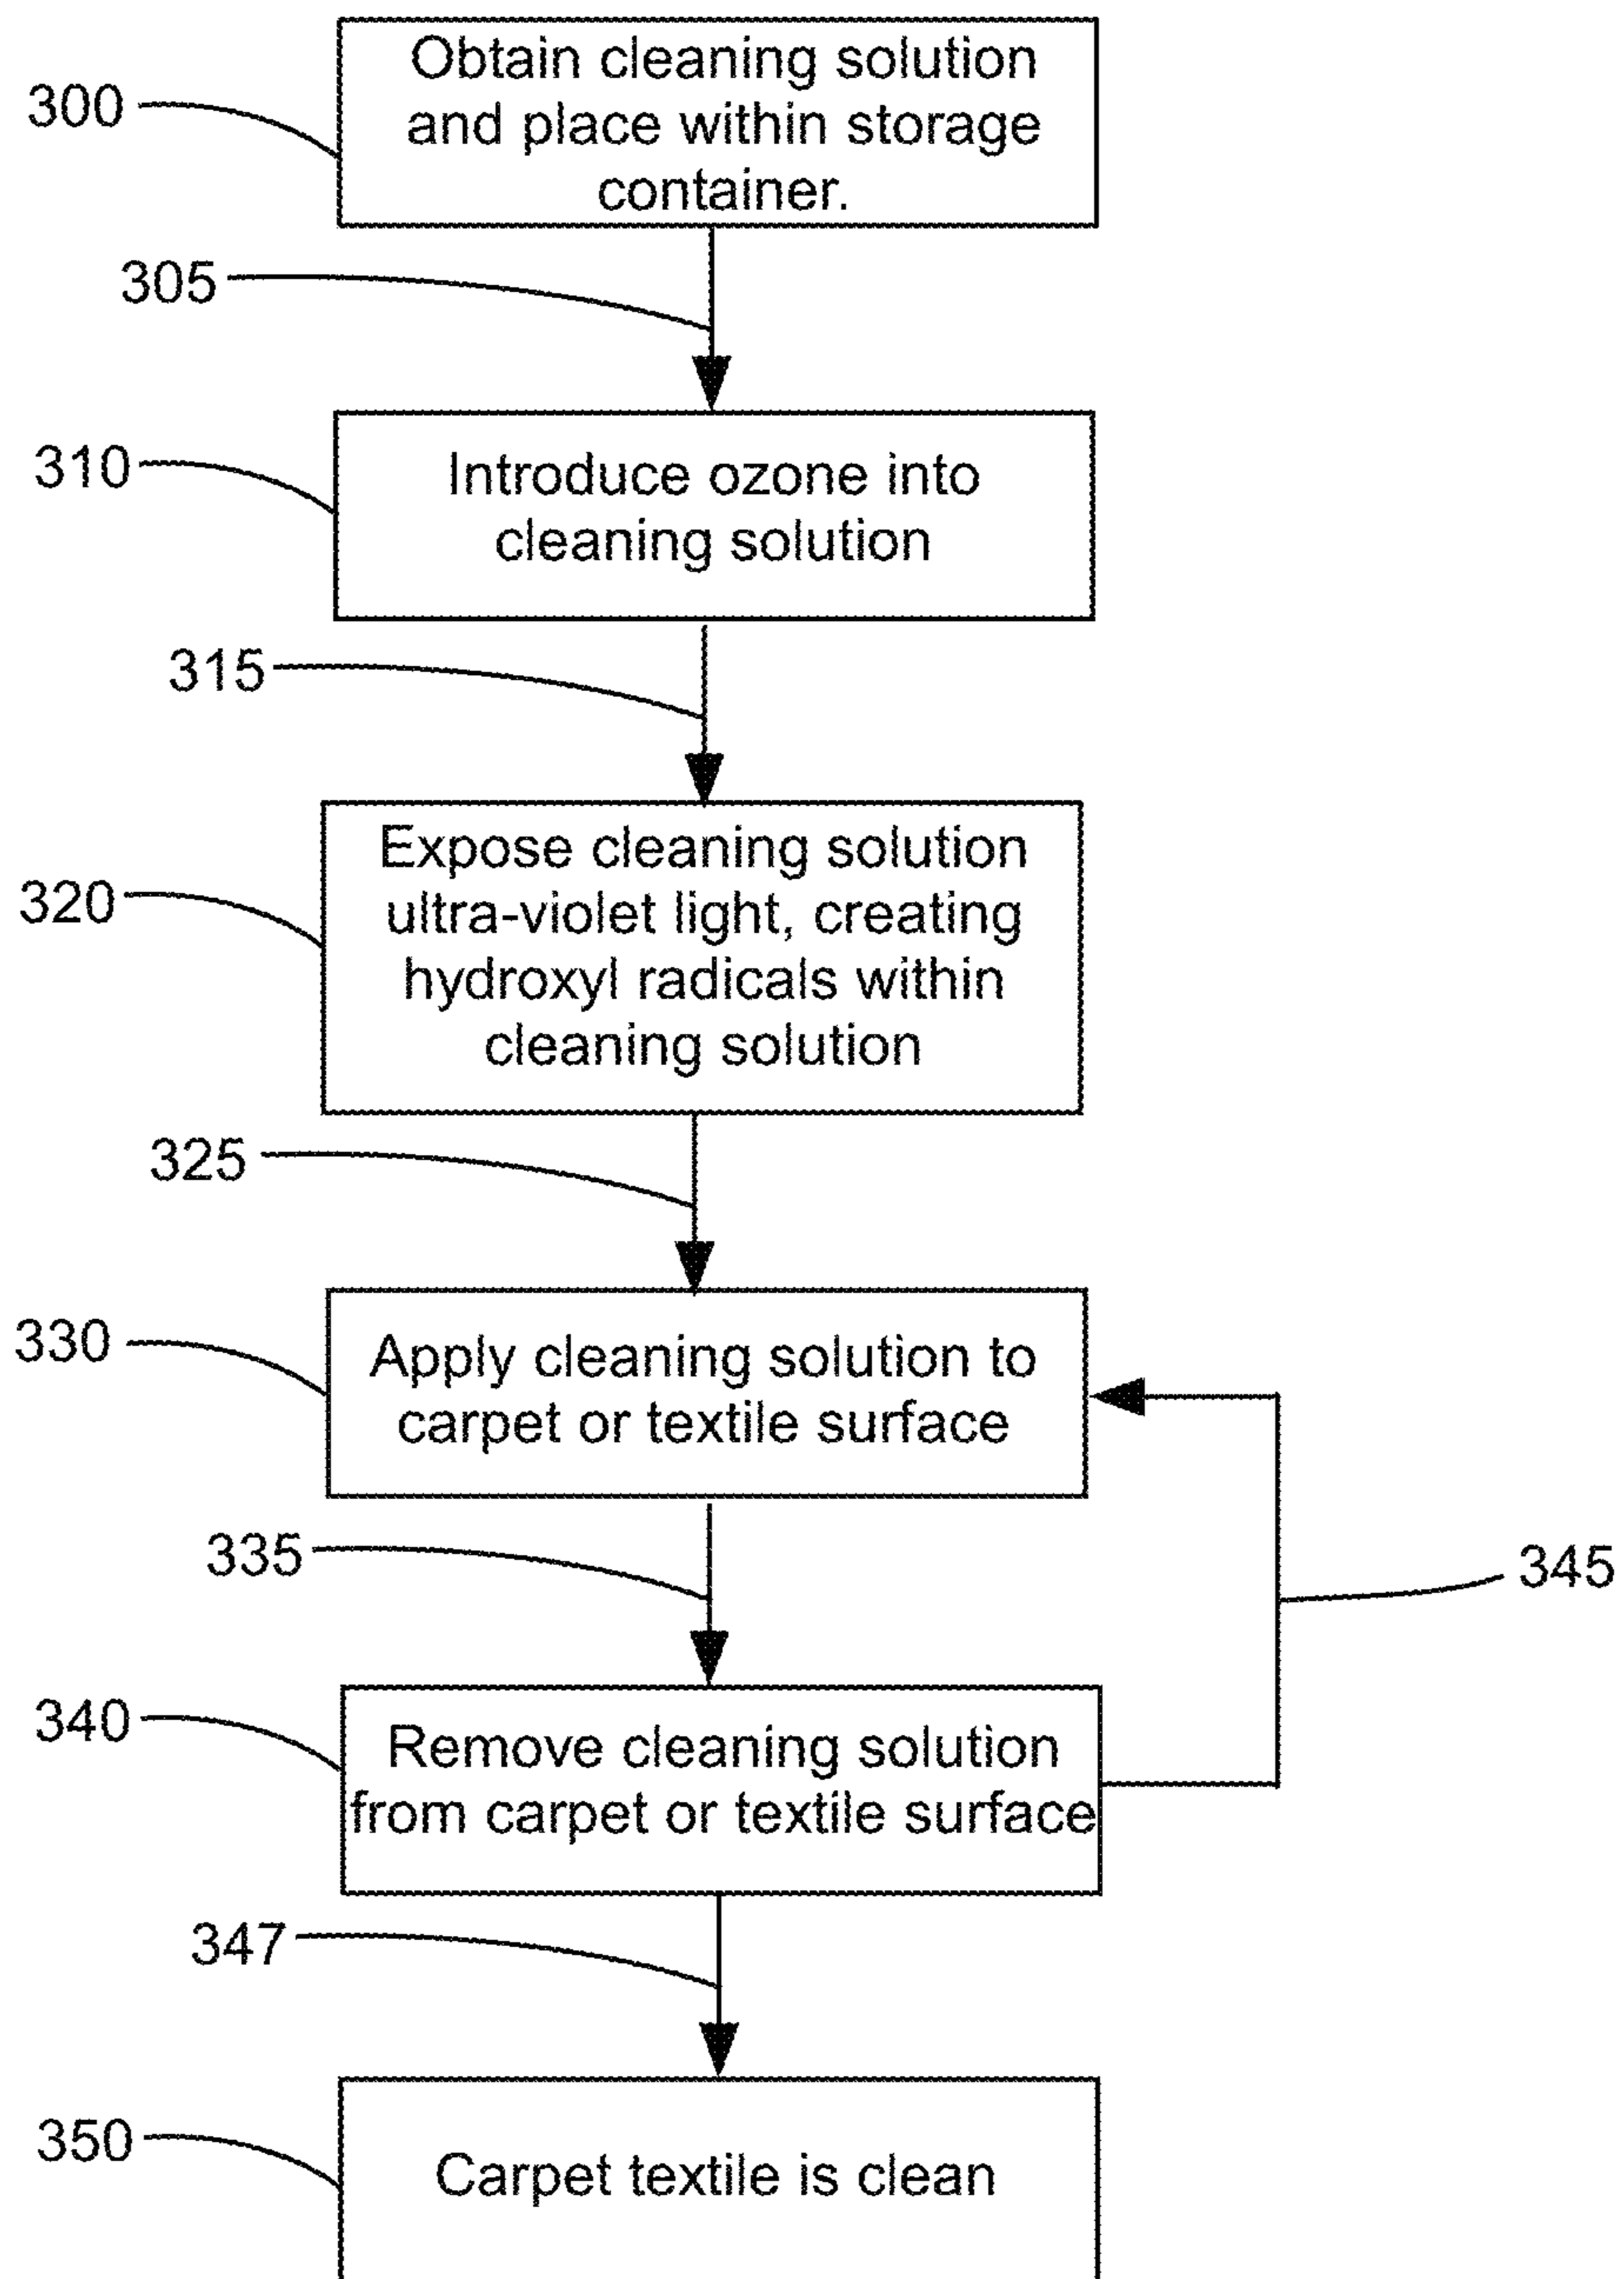 300
Obtain cleaning solution
and place within storage
container.
305
310
Introduce ozone into
cleaning solution
315
320
Expose cleaning solution
ultra-violet light, creating
hydroxyl radicals within
cleaning solution
325
330
Apply cleaning solution to
carpet or textile surface
335
345
340
Remove cleaning solution
from carpet or textile surface
347
350
Carpet textile is clean